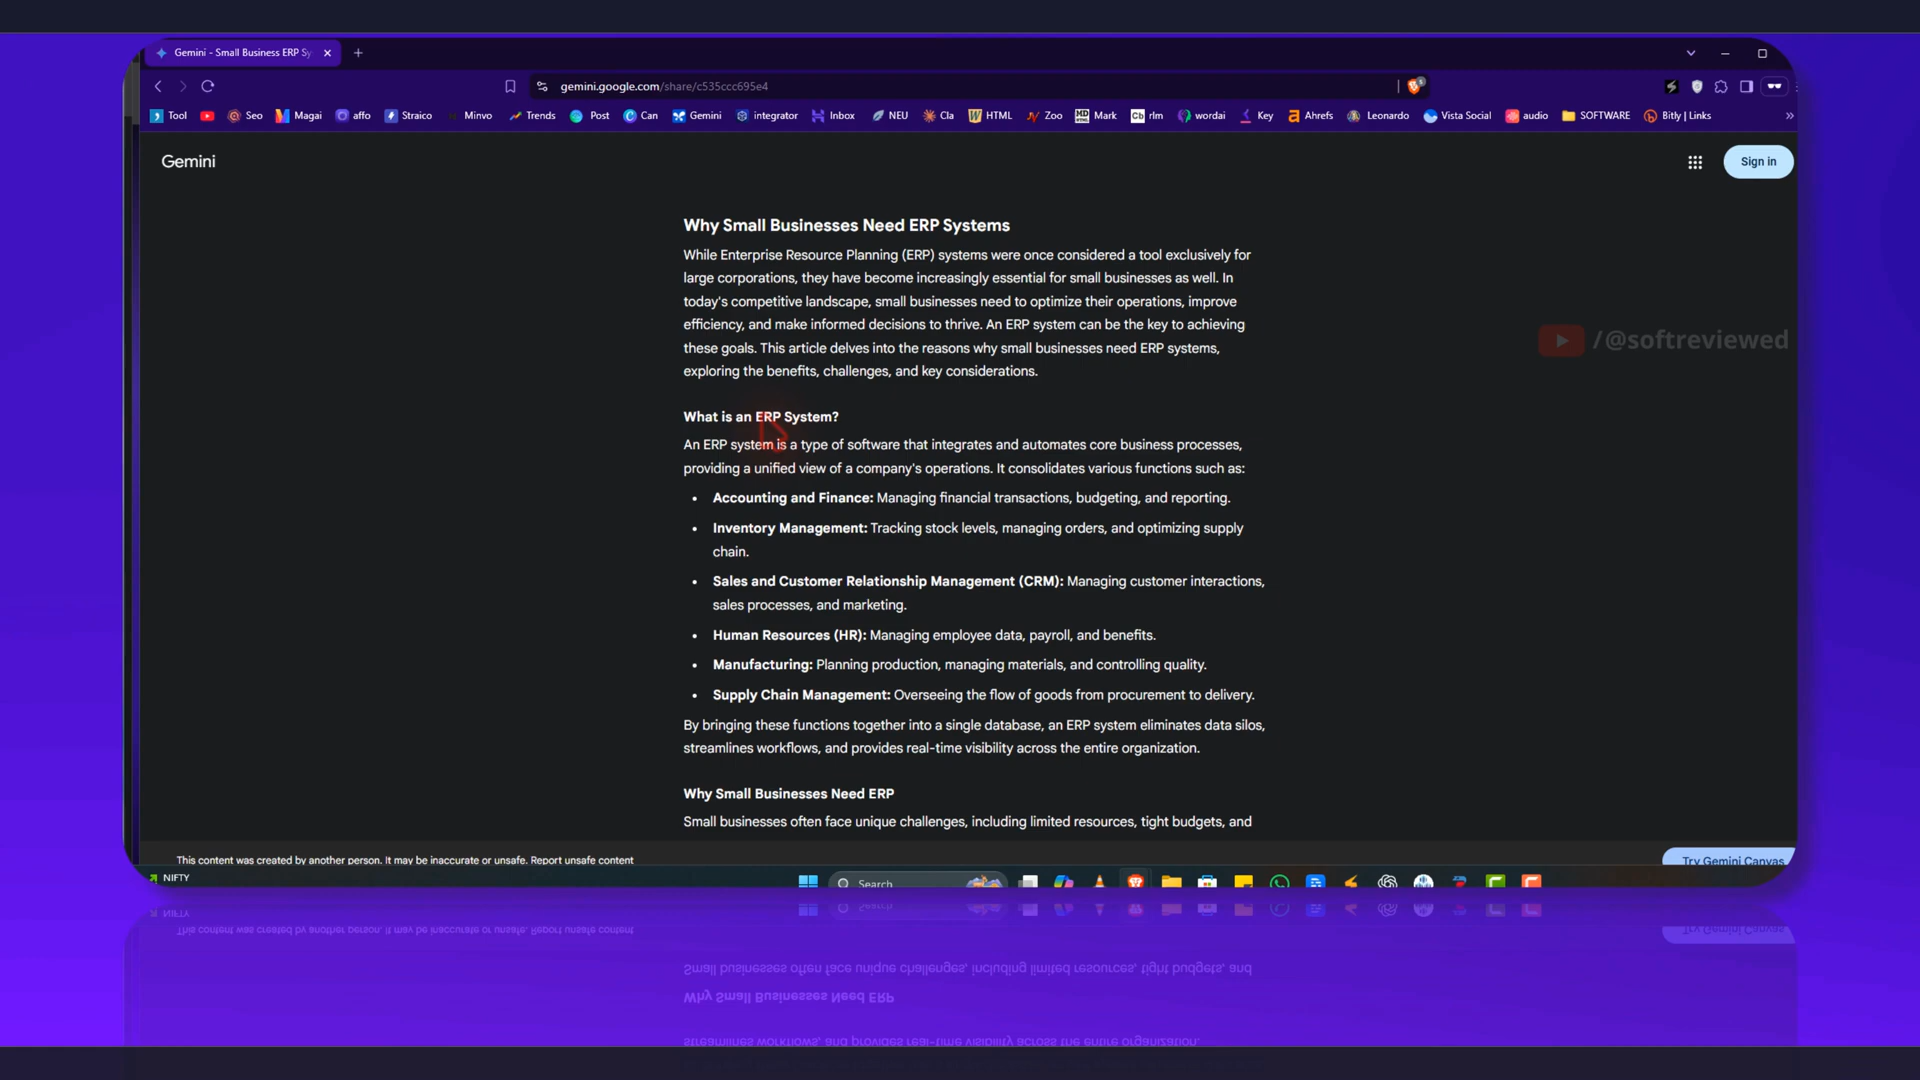 Gemini - Small Business ERP Sy
gemini.google.com/share/c535ccc695e4
Tool Seo Magai affo Straico Minvo Trends Post Can Gemini integrator Inbox NEU Cla HTML Zoo Mark rlm wordai Key Ahrefs Leonardo Vista Social audio SOFTWARE Bitly | Links
Gemini
Sign in
Why Small Businesses Need ERP Systems
While Enterprise Resource Planning (ERP) systems were once considered a tool exclusively for
large corporations, they have become increasingly essential for small businesses as well. In
today's competitive landscape, small businesses need to optimize their operations, improve
efficiency, and make informed decisions to thrive. An ERP system can be the key to achieving
these goals. This article delves into the reasons why small businesses need ERP systems,
exploring the benefits, challenges, and key considerations.
/@softreviewed
What is an ERP System?
An ERP system is a type of software that integrates and automates core business processes,
providing a unified view of a company's operations. It consolidates various functions such as:
• Accounting and Finance: Managing financial transactions, budgeting, and reporting.
• Inventory Management: Tracking stock levels, managing orders, and optimizing supply
chain.
• Sales and Customer Relationship Management (CRM): Managing customer interactions,
sales processes, and marketing.
• Human Resources (HR): Managing employee data, payroll, and benefits.
• Manufacturing: Planning production, managing materials, and controlling quality.
• Supply Chain Management: Overseeing the flow of goods from procurement to delivery.
By bringing these functions together into a single database, an ERP system eliminates data silos,
streamlines workflows, and provides real-time visibility across the entire organization.
Why Small Businesses Need ERP
Small businesses often face unique challenges, including limited resources, tight budgets, and
This content was created by another person. It may be inaccurate or unsafe. Report unsafe content
Try Gemini Canvas
NIFTY
Search